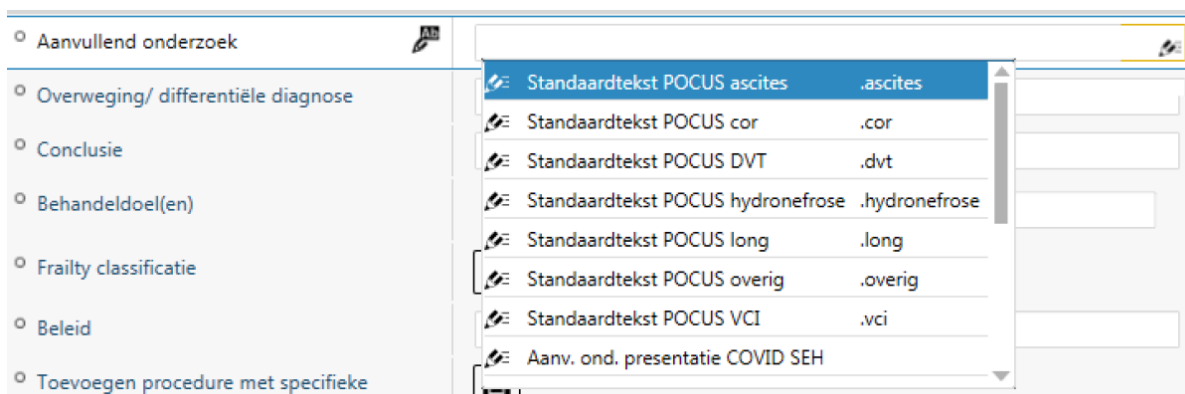 Aanvullend onderzoek Ab
Standaardtekst POCUS ascites .ascites
Overweging/ differentiële diagnose
Standaardtekst POCUS cor .cor
Conclusie
Standaardtekst POCUS DVT .dvt
Behandeldoel(en)
Standaardtekst POCUS hydronefrose .hydronefrose
Standaardtekst POCUS long .long
Frailty classificatie
Standaardtekst POCUS overig .overig
Beleid
Standaardtekst POCUS VCI .vci
Aanv. ond. presentatie COVID SEH
Toevoegen procedure met specifieke